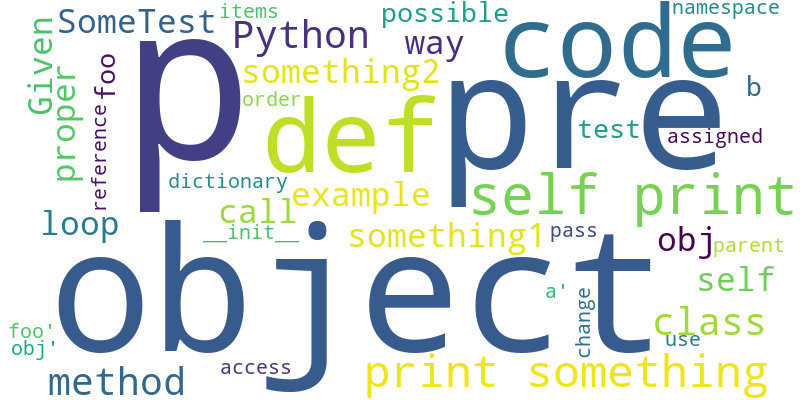 SomeTest
items
possible
namespace
Given
proper
reference
foo
Python
way
code
something2
order
p
def
pre
b
test
assigned
dictionary
example
self print
loop
call
__init__
something1
pass
obj
parent
object
a'
change
self
class
use
foo'
obj'
method
access
print something